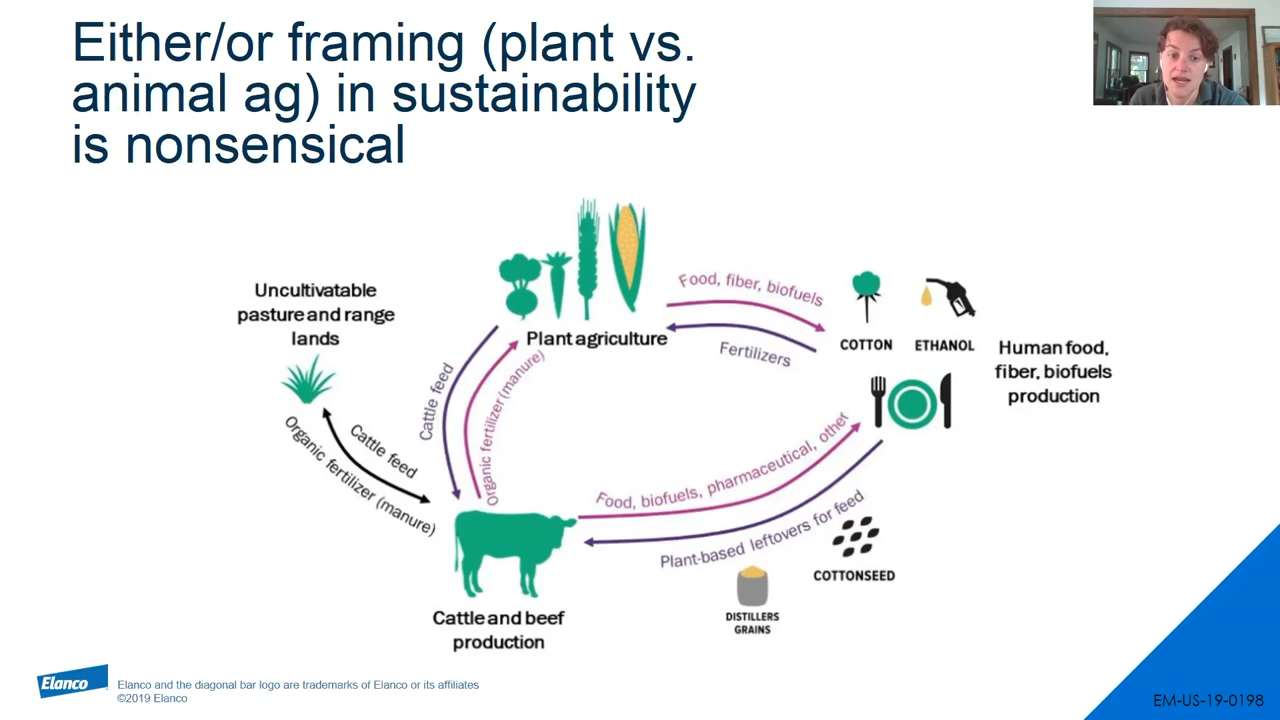 Either/or framing (plant vs.
animal ag) in sustainability
is nonsensical
Uncultivatable
pasture and range
lands
Plant agriculture
Food, fiber, biofuels
Fertilizers
COTTON
ETHANOL
Human food,
fiber, biofuels
production
Cattle feed
Organic fertilizer (manure)
Cattle feed
Organic fertilizer (manure)
Food, biofuels, pharmaceutical, other
Plant-based leftovers for feed
COTTONSEED
DISTILLERS
GRAINS
Cattle and beef
production
Elanco
Elanco and the diagonal bar logo are trademarks of Elanco or its affiliates
©2019 Elanco
EM-US-19-0198